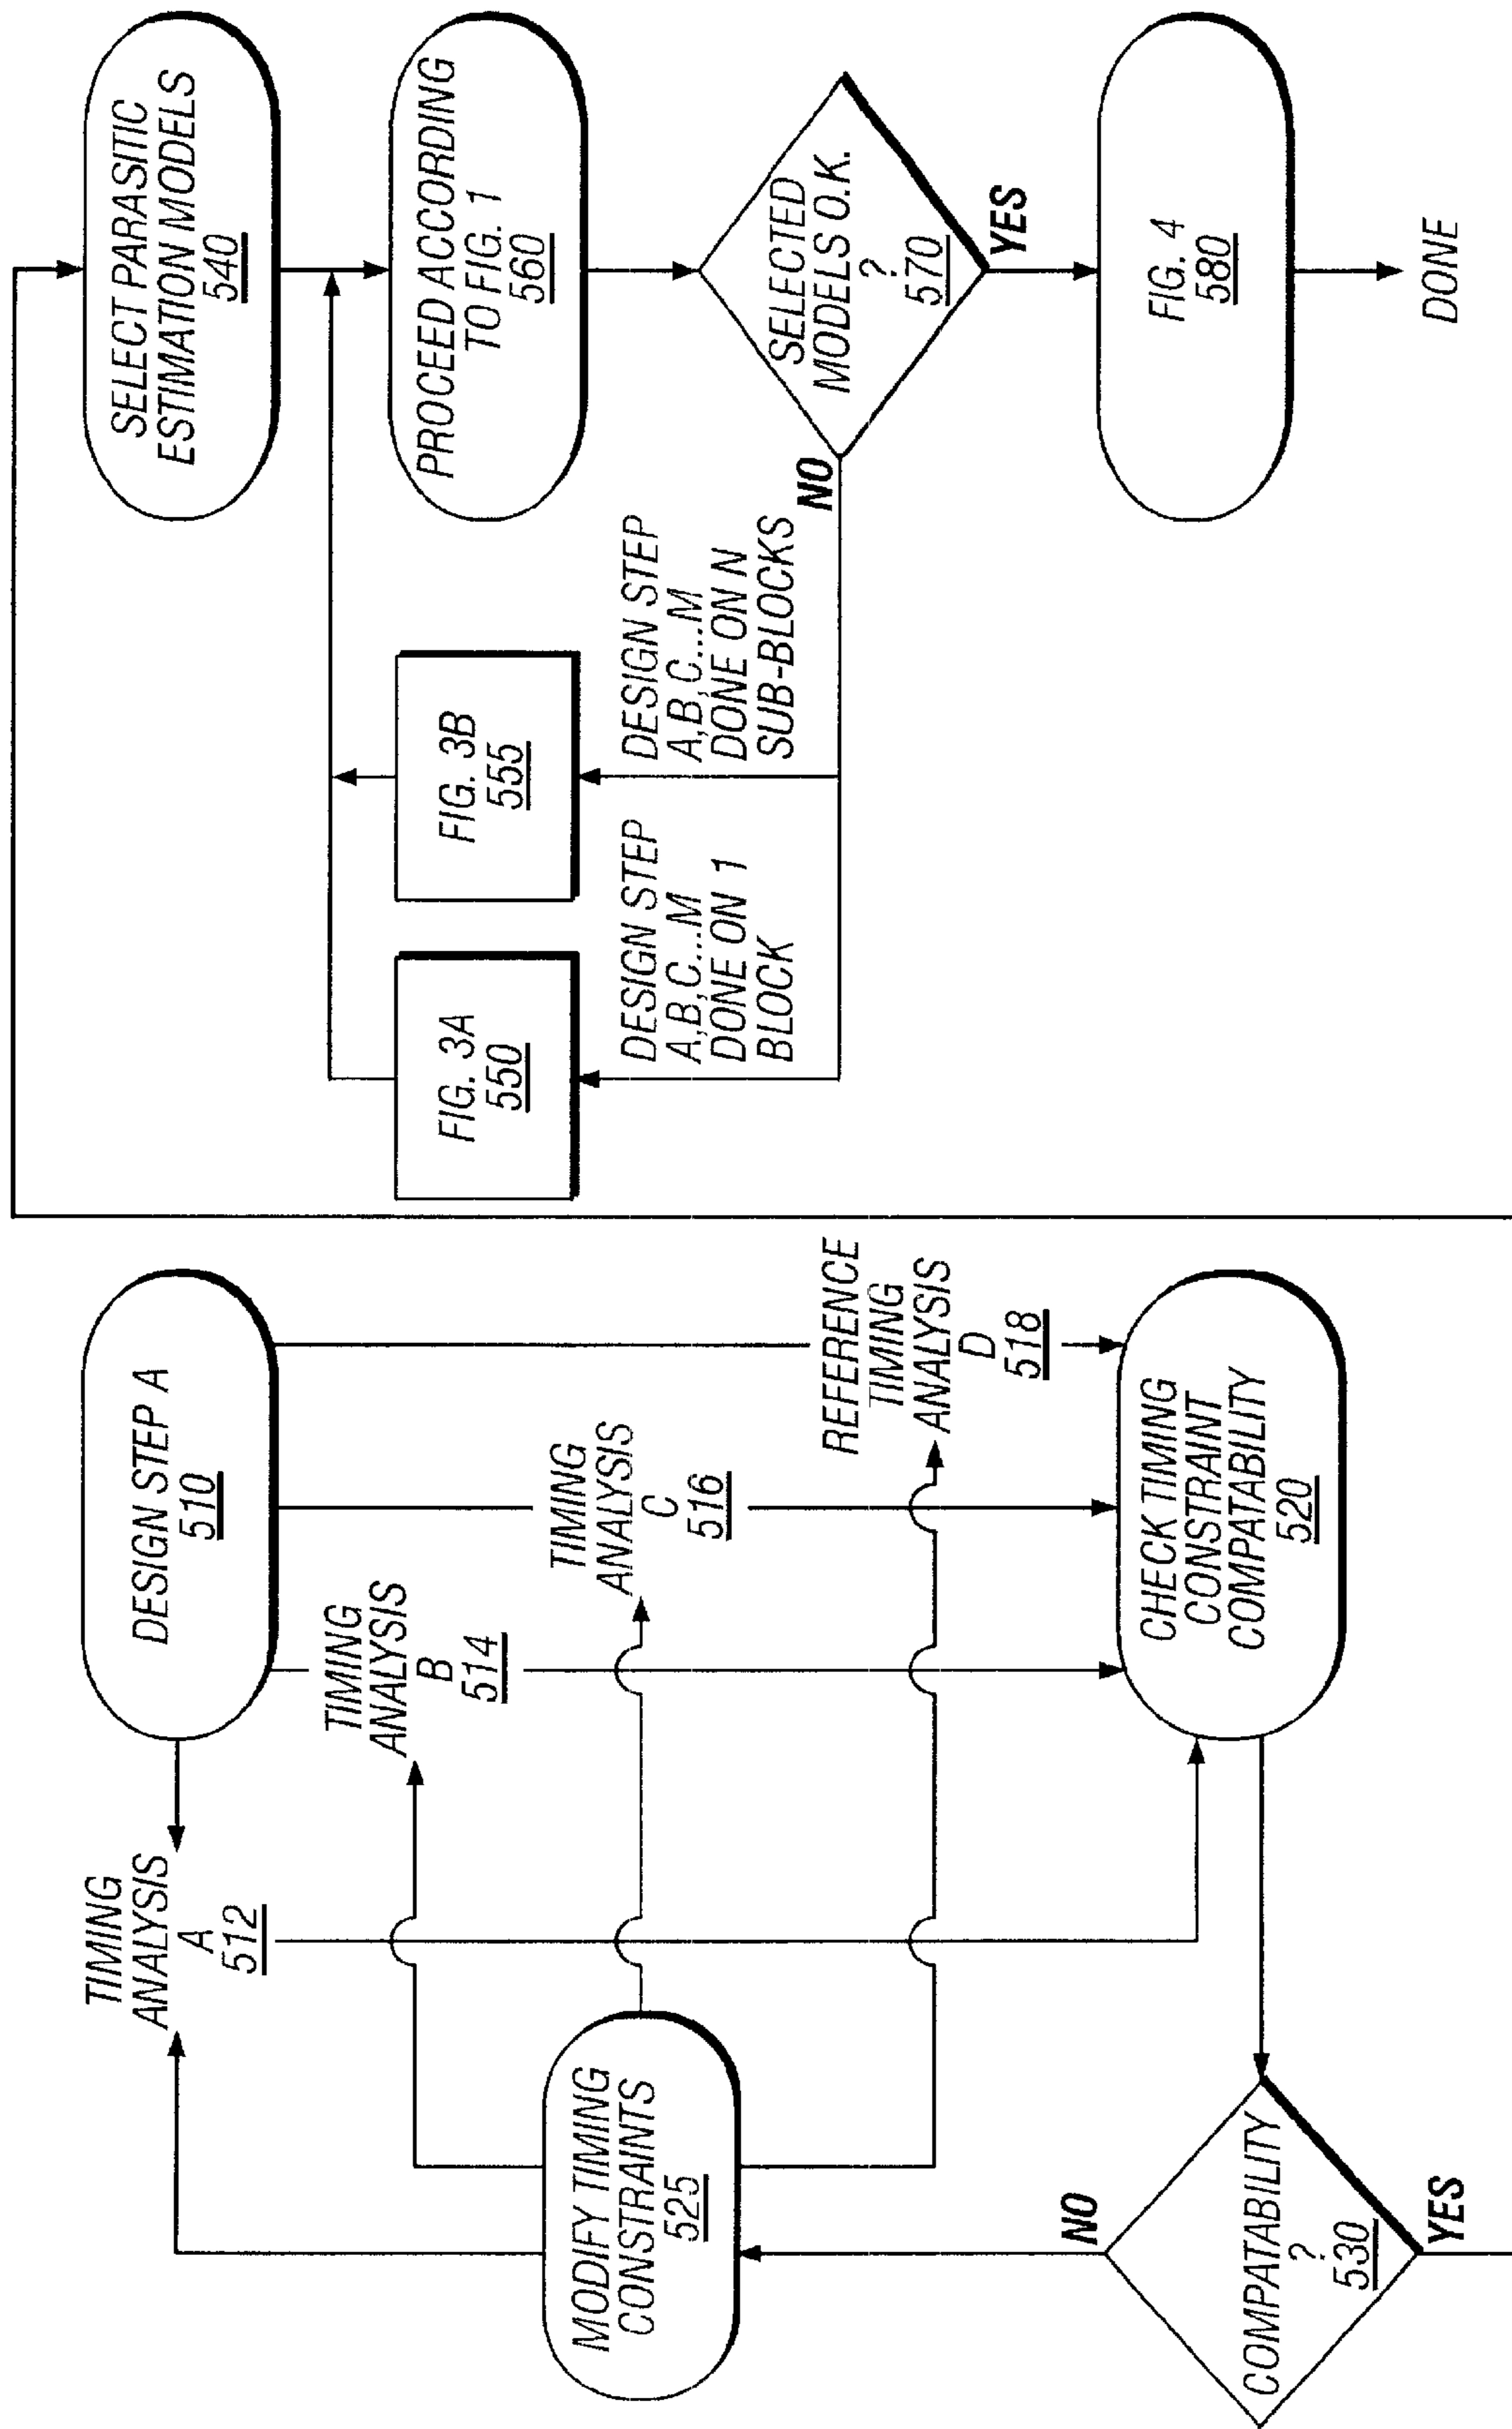 DESIGN STEP A
510
TIMING
ANALYSIS
A
512
TIMING
ANALYSIS
B
514
TIMING
ANALYSIS
C
516
REFERENCE
TIMING
ANALYSIS
D
518
MODIFY TIMING
CONSTRAINTS
525
CHECK TIMING
CONSTRAINT
COMPATABILITY
520
COMPATABILITY
?
530
NO
YES
SELECT PARASITIC
ESTIMATION MODELS
540
PROCEED ACCORDING
TO FIG. 1
560
FIG. 3A
550
FIG. 3B
555
DESIGN STEP
A,B,C...M
DONE ON 1
BLOCK
DESIGN STEP
A,B,C...M
DONE ON N
SUB-BLOCKS
SELECTED
MODELS O.K.
?
570
NO
YES
FIG. 4
580
DONE